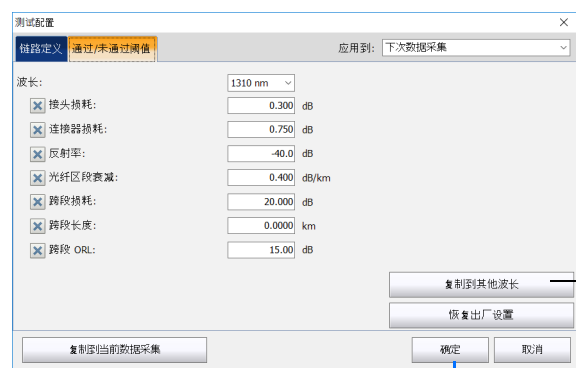 测试配置
链路定义 通过/未通过阈值 应用到: 下次数据采集
波长: 1310 nm
接头损耗: 0.300 dB
连接器损耗: 0.750 dB
反射率: -40.0 dB
光纤区段衰减: 0.400 dB/km
跨段损耗: 20.000 dB
跨段长度: 0.0000 km
跨段 ORL: 15.00 dB
复制到其他波长
恢复出厂设置
复制到当前数据采集 确定 取消